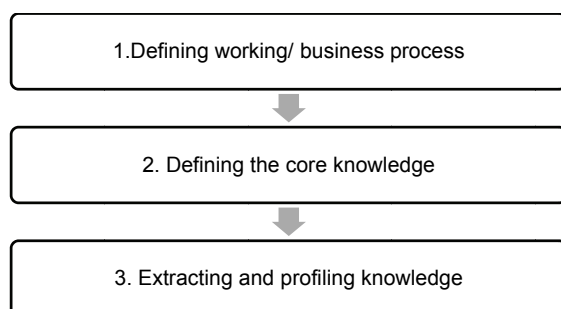 1.Defining working/ business process
2. Defining the core knowledge
3. Extracting and profiling knowledge